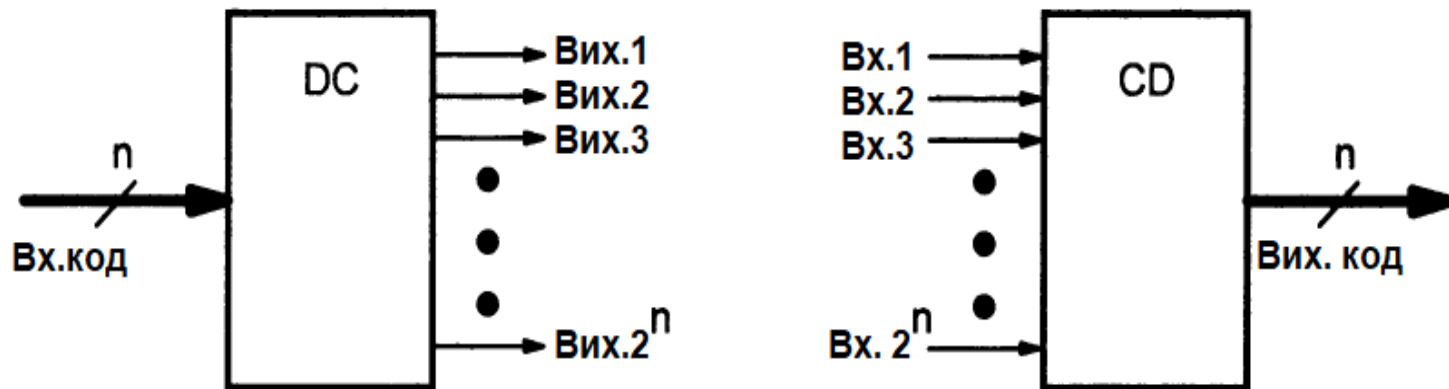 DC
n
Вх.код
Вих.1
Вих.2
Вих.3
Вих.2ⁿ
CD
Вх.1
Вх.2
Вх.3
Вх. 2ⁿ
n
Вих. код